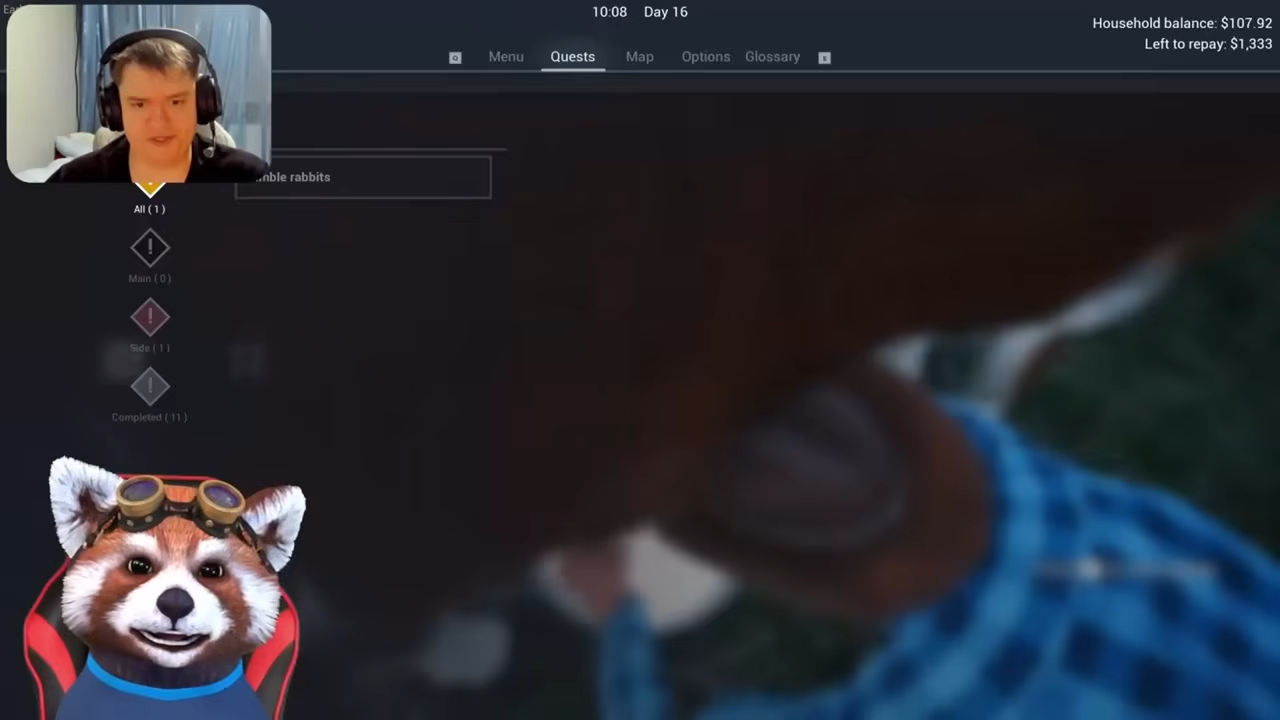 10:08 Day 16
Household balance: $107.92
Left to repay: $1,333
Q Menu Quests Map Options Glossary E
All ( 1 )
Main ( 0 )
Side ( 1 )
Completed ( 11 )
rabbits